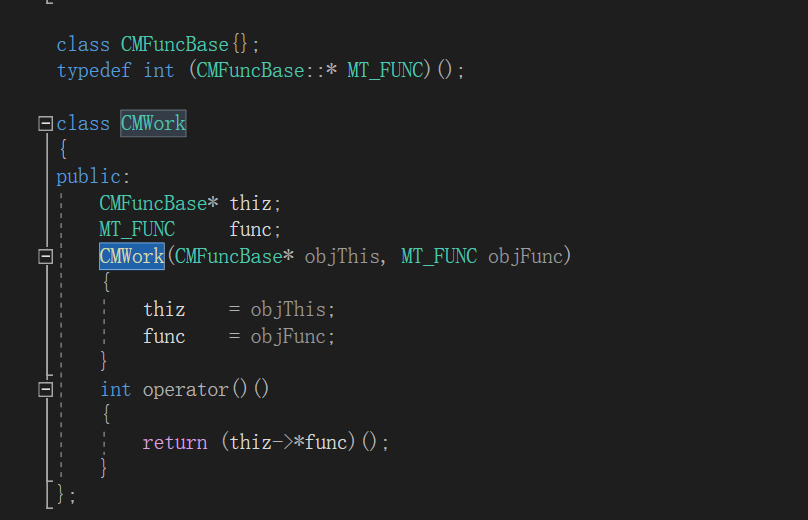 class CMFuncBase{};
typedef int (CMFuncBase::* MT_FUNC)();
class CMWork
{
public:
CMFuncBase* thiz;
MT_FUNC func;
CMWork(CMFuncBase* objThis, MT_FUNC objFunc)
{
thiz = objThis;
func = objFunc;
}
int operator()()
{
return (thiz->*func)();
}
};